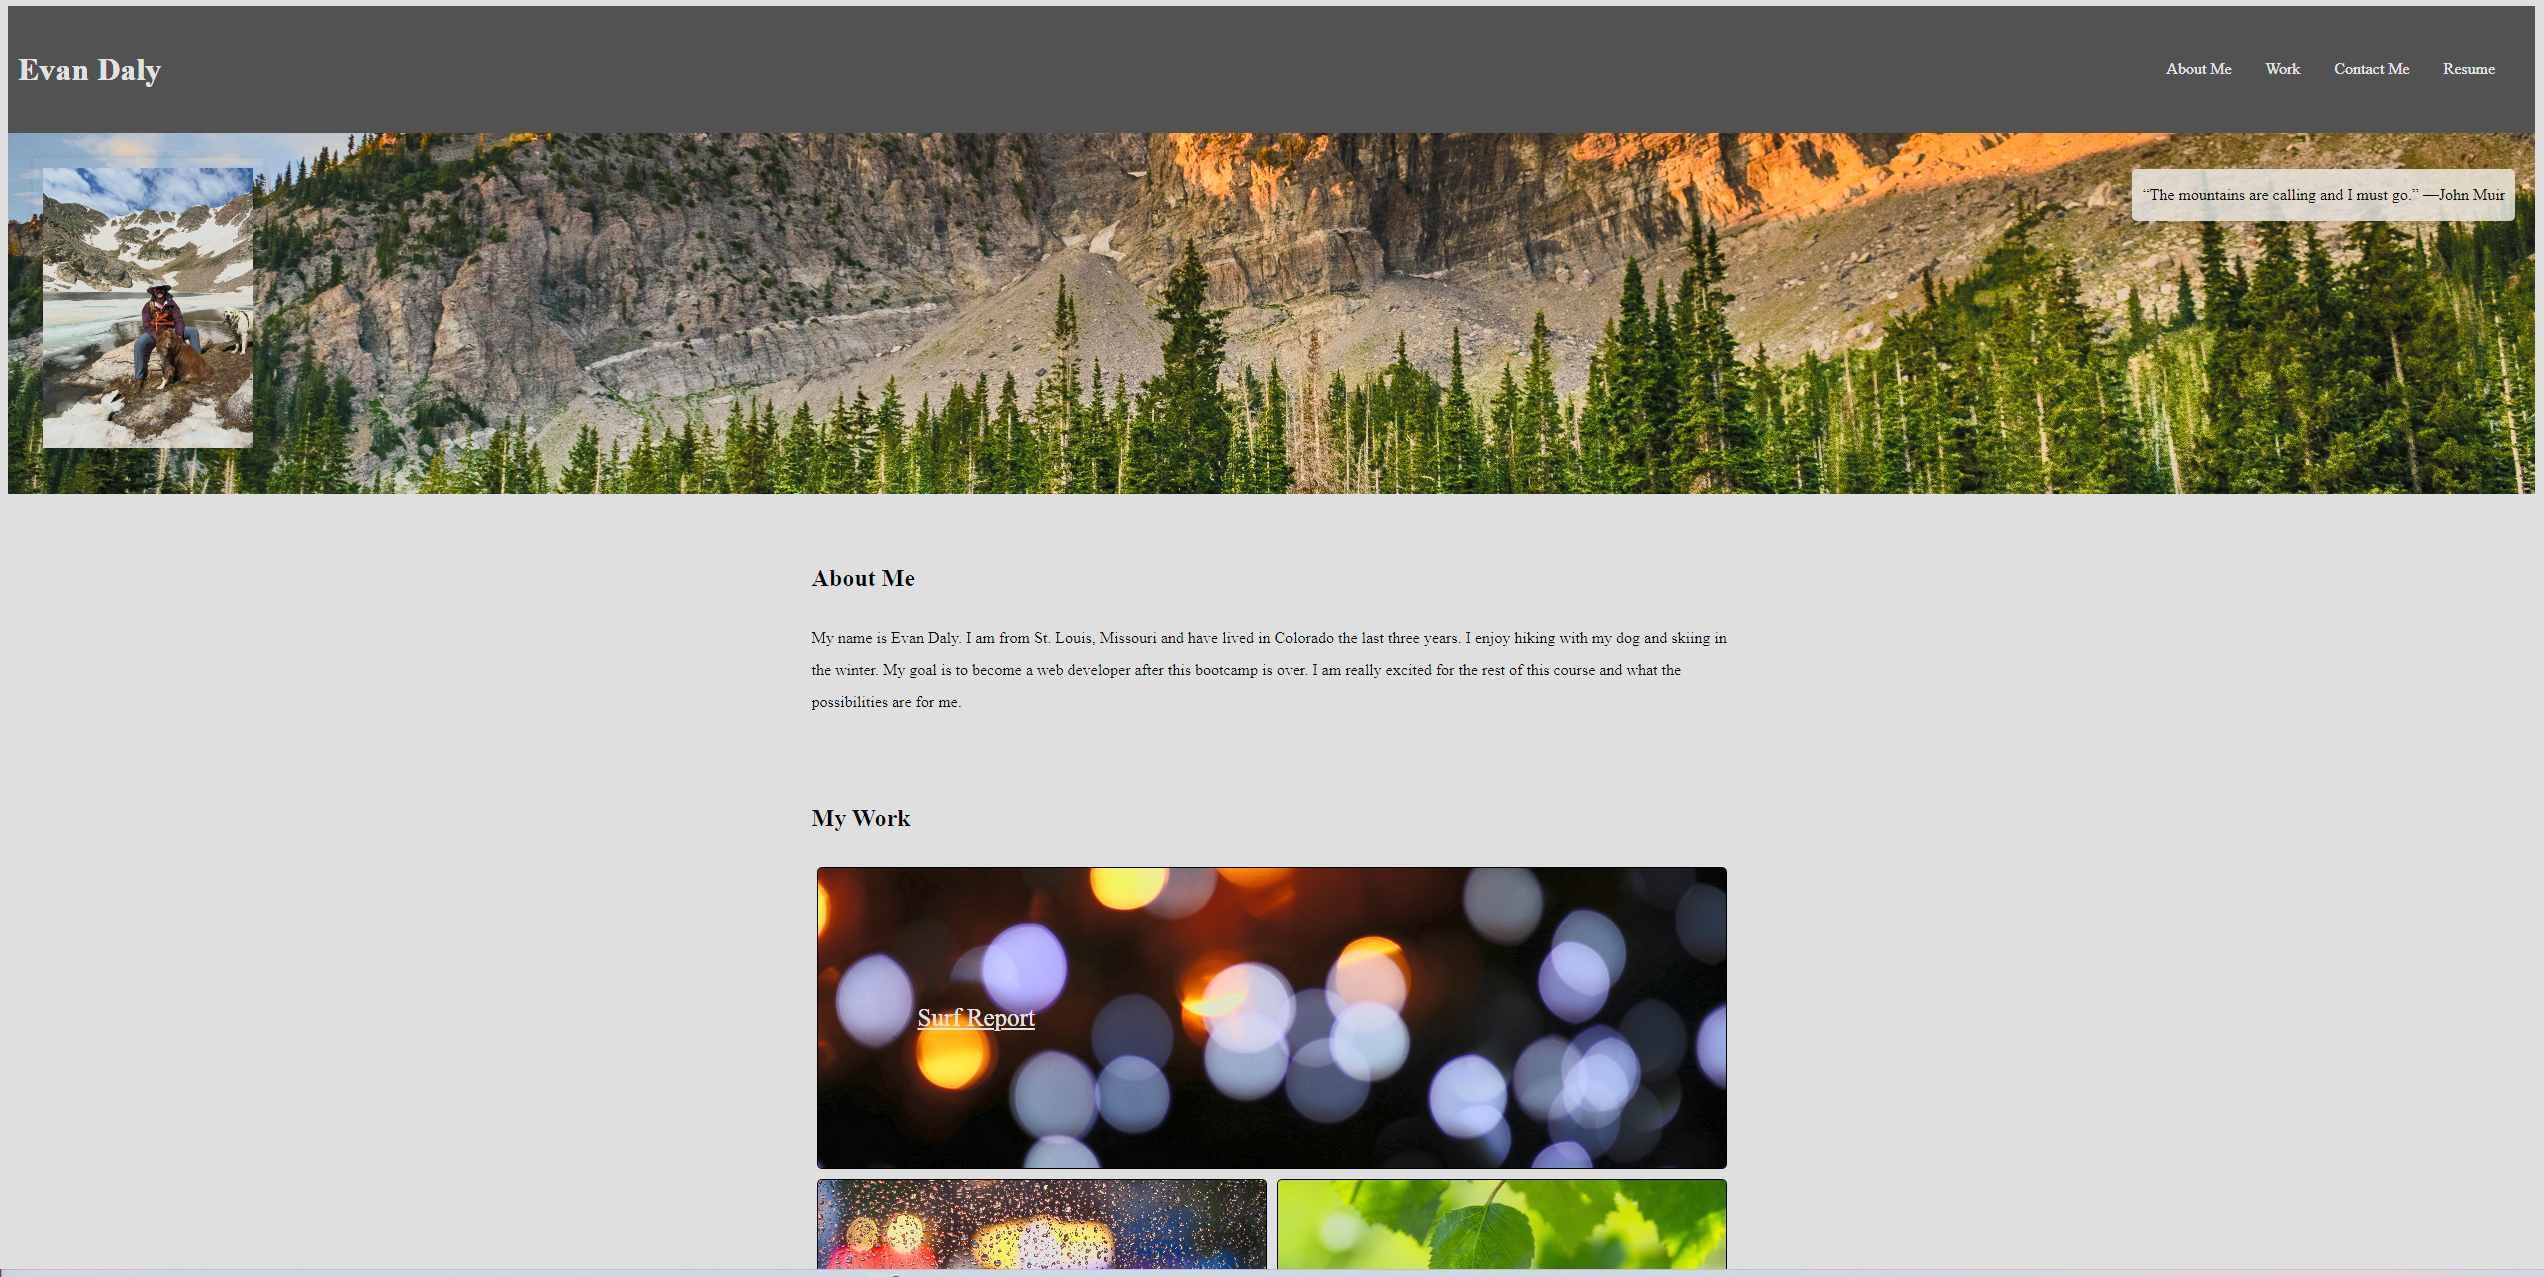 Evan Daly
About Me
Work
Contact Me
Resume
“The mountains are calling and I must go.” —John Muir
About Me
My name is Evan Daly. I am from St. Louis, Missouri and have lived in Colorado the last three years. I enjoy hiking with my dog and skiing in
the winter. My goal is to become a web developer after this bootcamp is over. I am really excited for the rest of this course and what the
possibilities are for me.
My Work
Surf Report